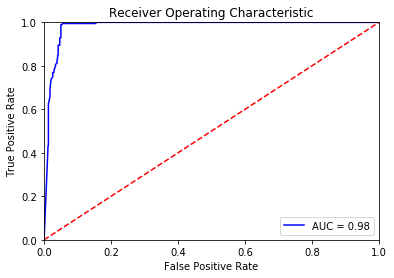 Receiver Operating Characteristic
1.0
0.8
0.6
0.4
0.2
0.0
True Positive Rate
AUC = 0.98
0.0 0.2 0.4 0.6 0.8 1.0
False Positive Rate